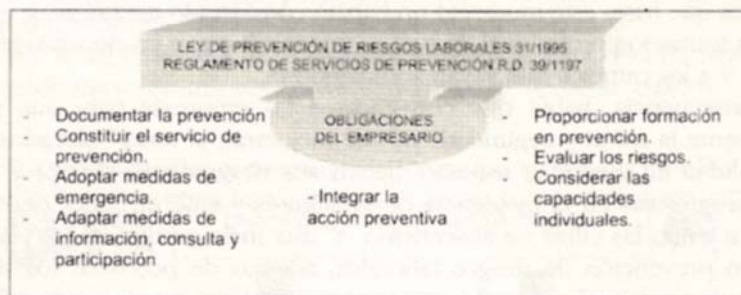 LEY DE PREVENCIÓN DE RIESGOS LABORALES 31/1995
REGLAMENTO DE SERVICIOS DE PREVENCIÓN R.D. 39/1197
- Documentar la prevención
- Constituir el servicio de
prevención.
- Adoptar medidas de
emergencia.
- Adaptar medidas de
información, consulta y
participación
OBLIGACIONES
DEL EMPRESARIO
- Integrar la
acción preventiva
- Proporcionar formación
en prevención.
- Evaluar los riesgos.
- Considerar las
capacidades
individuales.